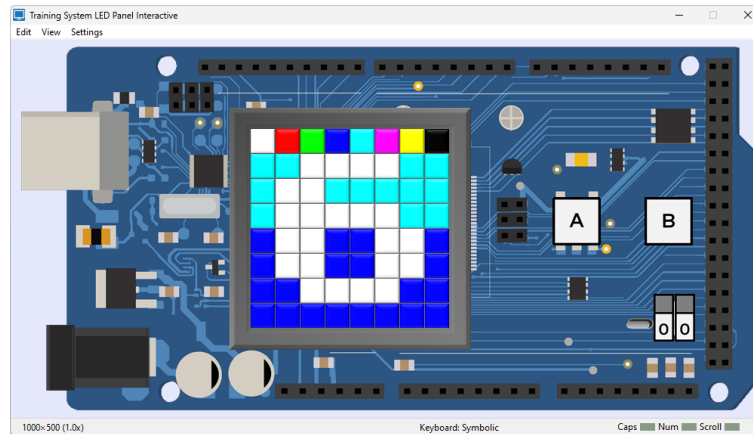 Training System LED Panel Interactive
Edit View Settings
6
A B
0 0
1000×500 (1.0x) Keyboard: Symbolic Caps Num Scroll